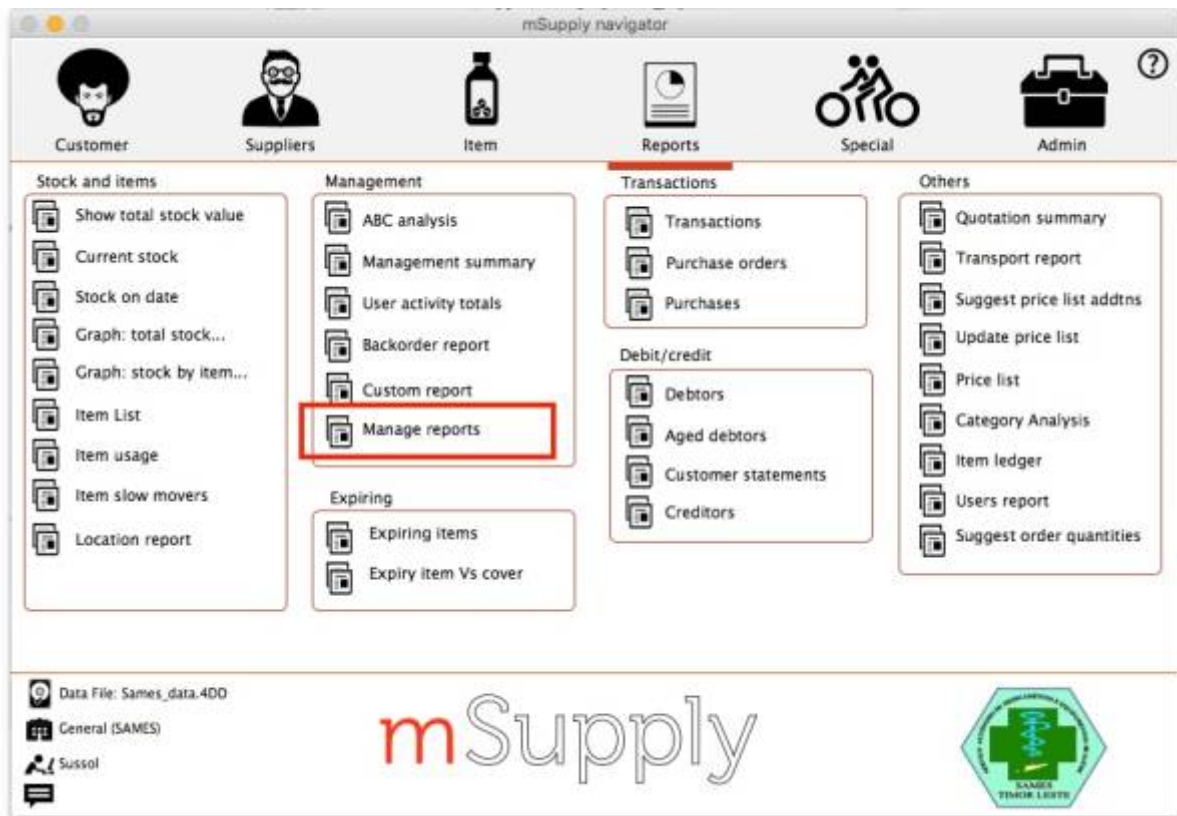 mSupply navigator
Customer
Suppliers
Item
Reports
Special
Admin
?
Stock and items
Show total stock value
Current stock
Stock on date
Graph: total stock...
Graph: stock by item...
Item List
Item usage
Item slow movers
Location report
Management
ABC analysis
Management summary
User activity totals
Backorder report
Custom report
Manage reports
Expiring
Expiring items
Expiry item Vs cover
Transactions
Transactions
Purchase orders
Purchases
Debit/credit
Debtors
Aged debtors
Customer statements
Creditors
Others
Quotation summary
Transport report
Suggest price list addtns
Update price list
Price list
Category Analysis
Item ledger
Users report
Suggest order quantities
Data File: Sames_data.4DD
General (SAMES)
Sussol
mSupply
SAMES
TIMOR LESTE